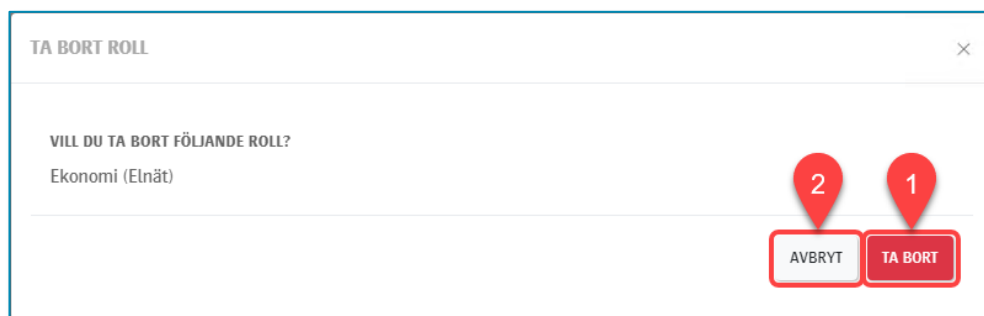 TA BORT ROLL
VILL DU TA BORT FÖLJANDE ROLL?
Ekonomi (Elnät)
2 1
AVBRYT TA BORT